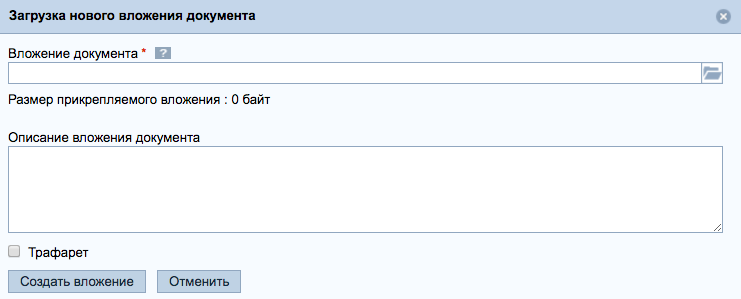 Загрузка нового вложения документа
Вложение документа * ?
Размер прикрепляемого вложения : 0 байт
Описание вложения документа
Трафарет
Создать вложение Отменить